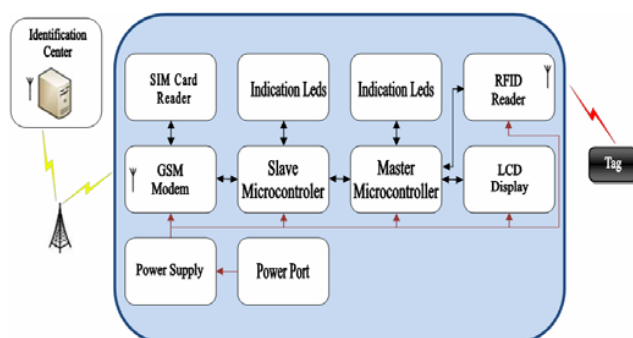 Identification
Center
SIM Card
Reader
Indication Leds
Indication Leds
RFID
Reader
GSM
Modem
Slave
Microcontroler
Master
Microcontroller
LCD
Display
Tag
Power Supply
Power Port